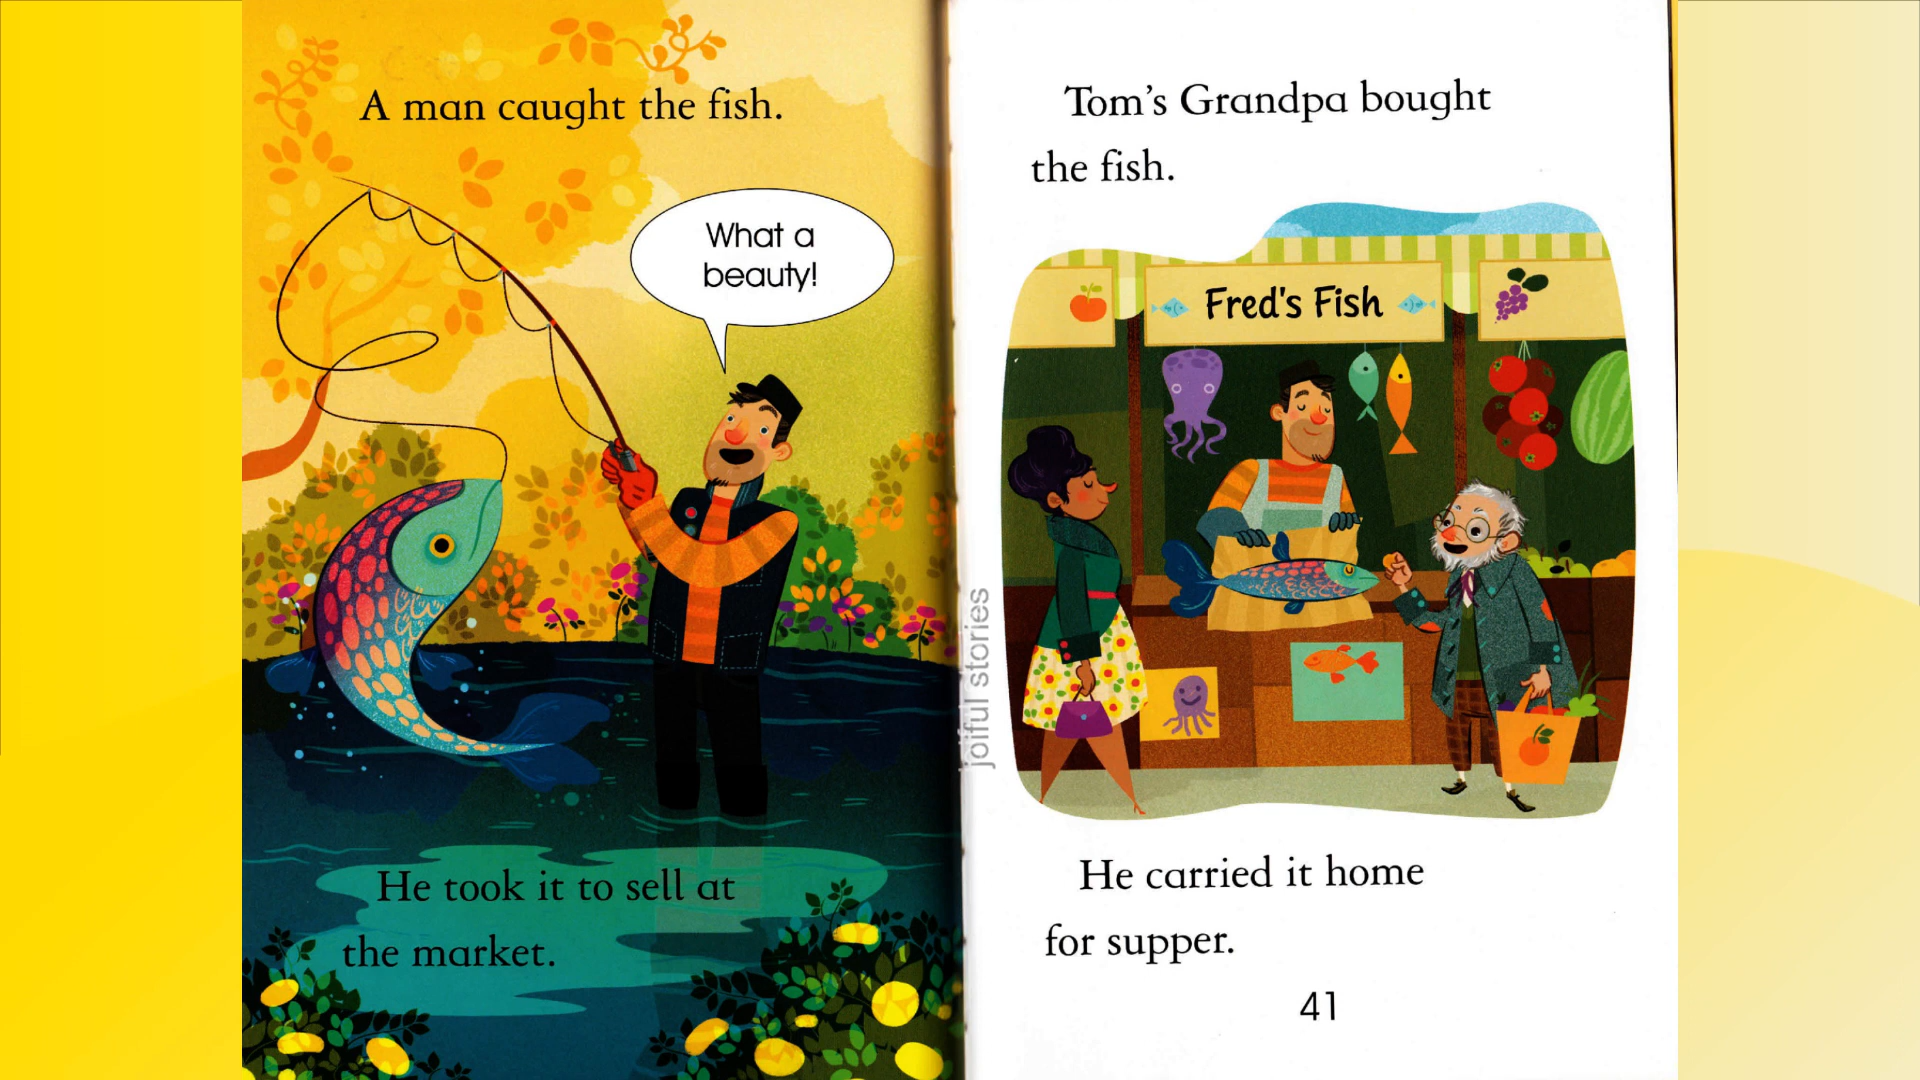 A man caught the fish.
What a
beauty!
He took it to sell at
the market.
joiful stories
Tom's Grandpa bought
the fish.
Fred's Fish
He carried it home
for supper.
41